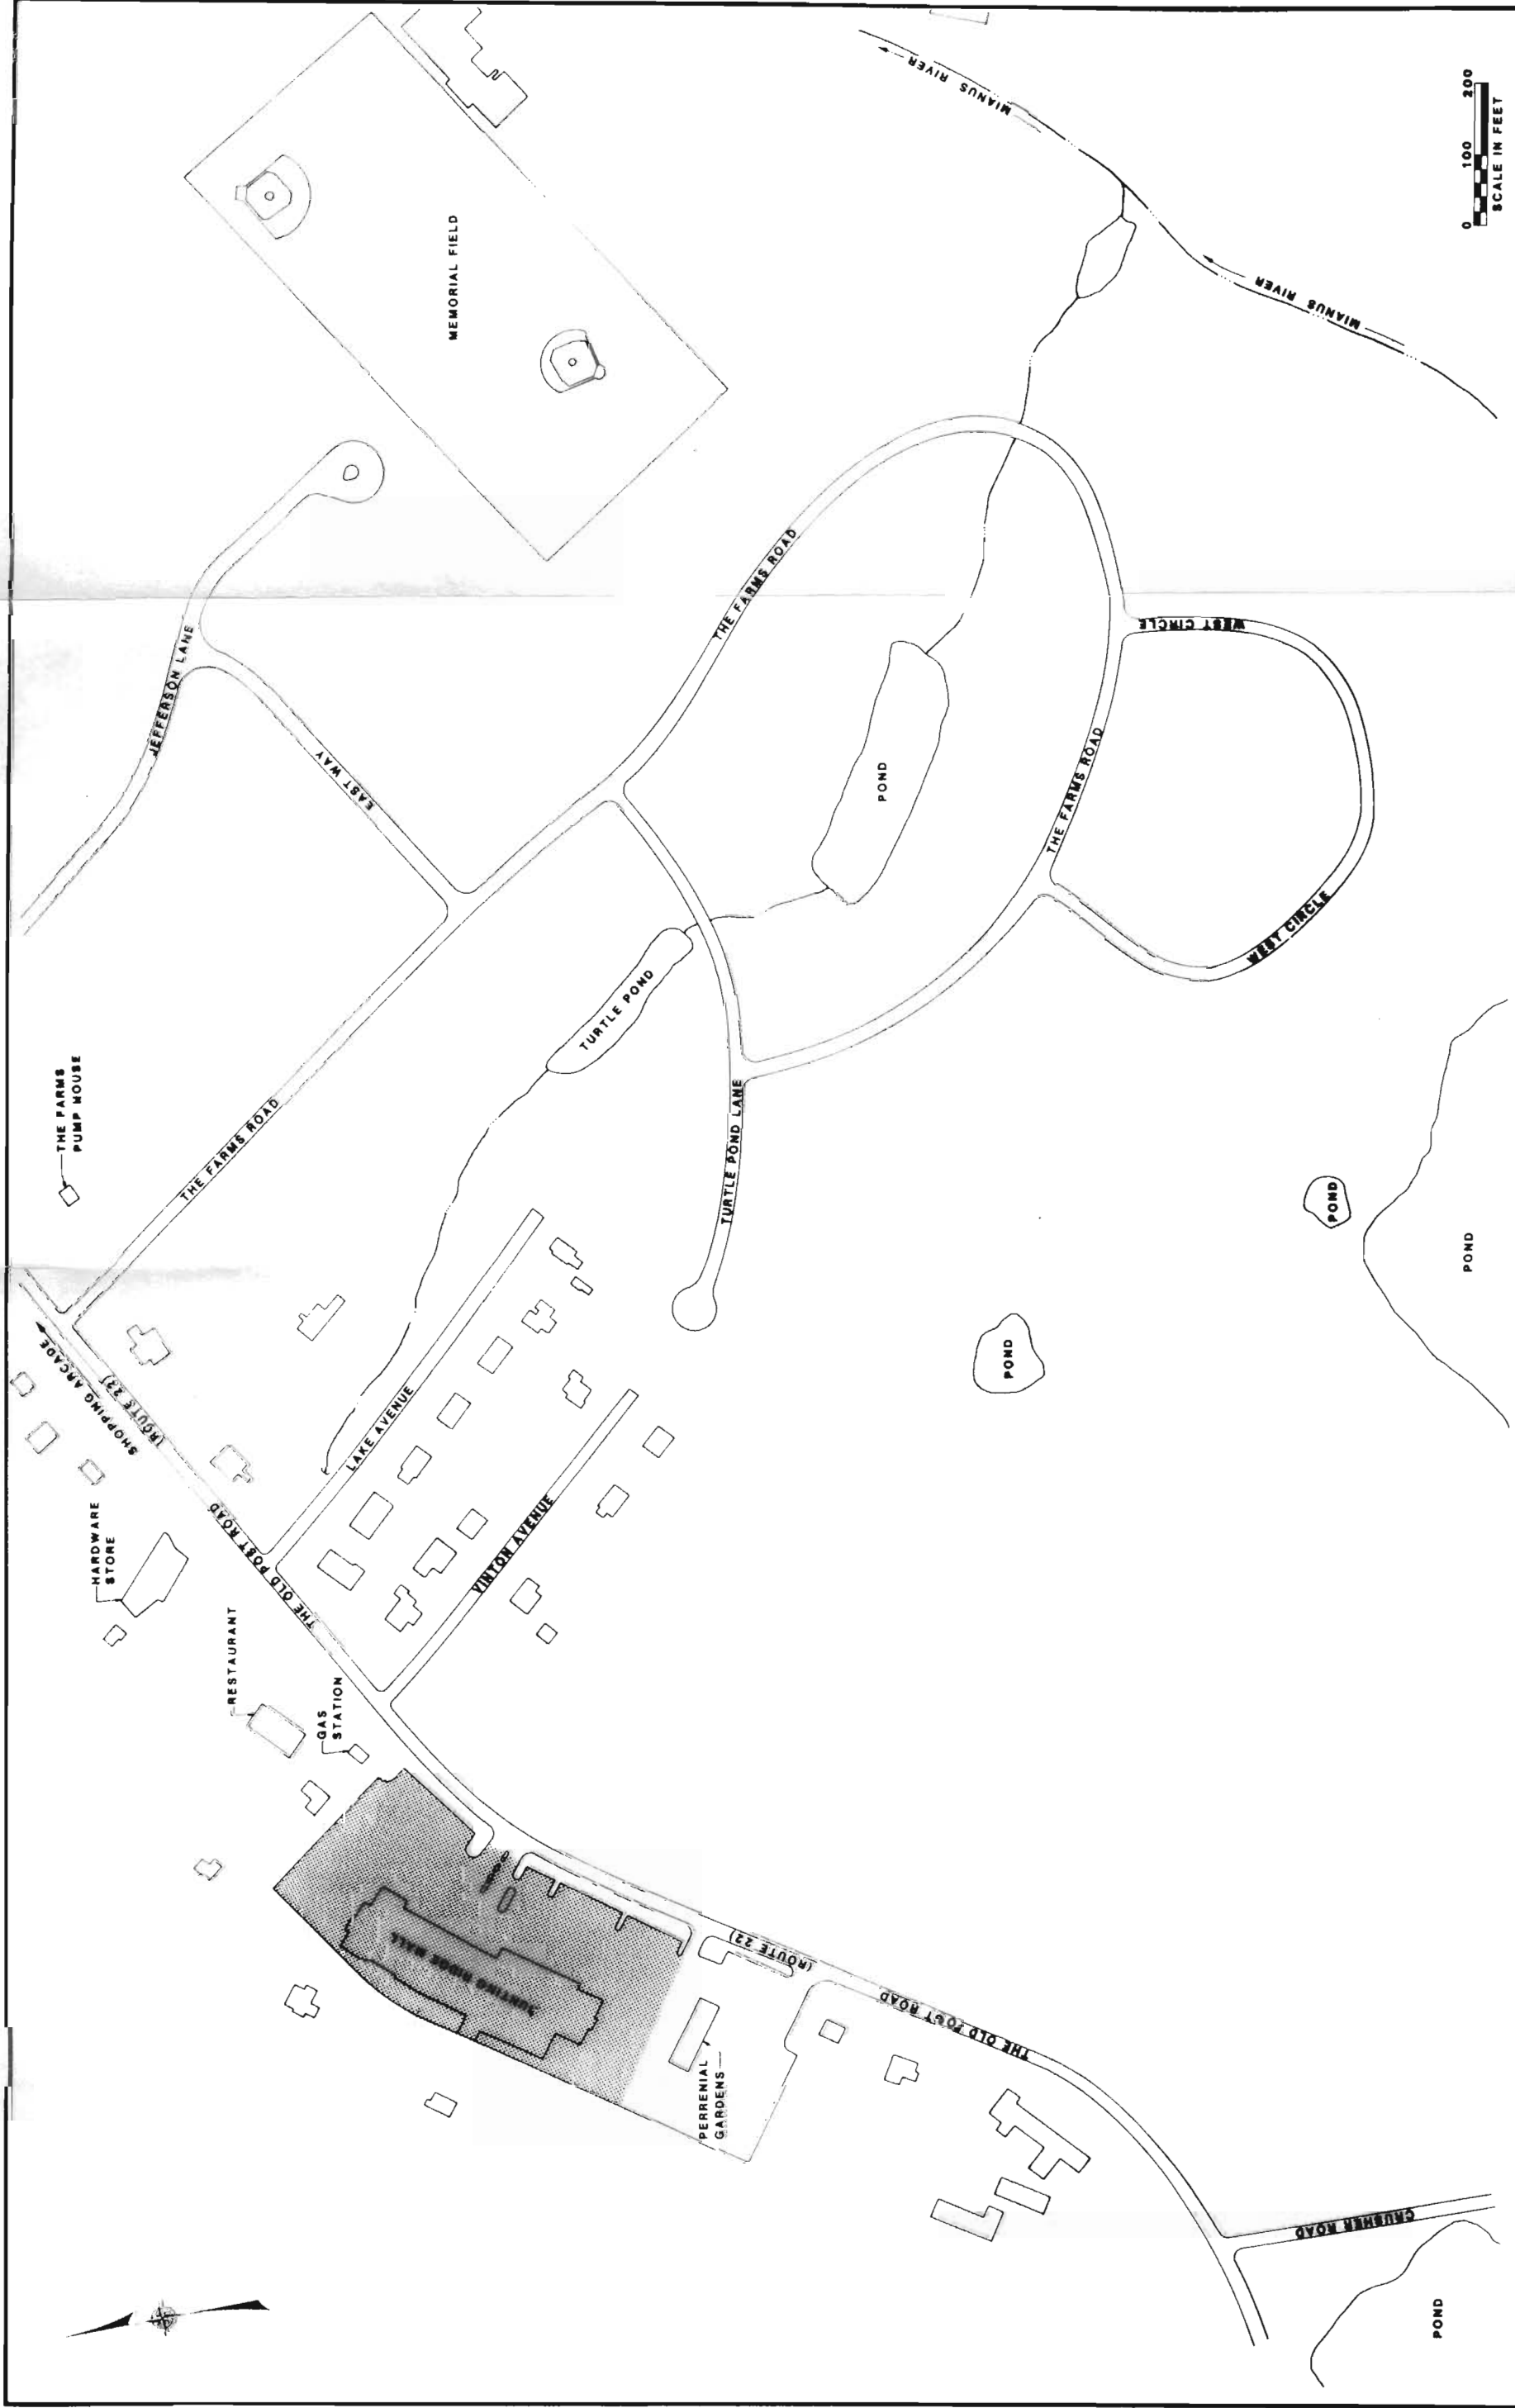 MIANUS RIVER
0 100 200
SCALE IN FEET
MEMORIAL FIELD
MIANUS RIVER
THE FARMS ROAD
WEST CIRCLE
JEFFERSON LANE
EAST WAY
POND
THE FARMS ROAD
WEST CIRCLE
TURTLE POND
THE FARMS
PUMP HOUSE
THE FARMS ROAD
TURTLE POND LANE
POND
POND
POND
SHOPPING ARCADE
(ROUTE 22)
LAKE AVENUE
HARDWARE
STORE
THE OLD POST ROAD
VINTON AVENUE
RESTAURANT
GAS
STATION
HUNTING RIDGE MALL
(ROUTE 22)
THE OLD POST ROAD
PERRENIAL
GARDENS
CRUSHER ROAD
POND